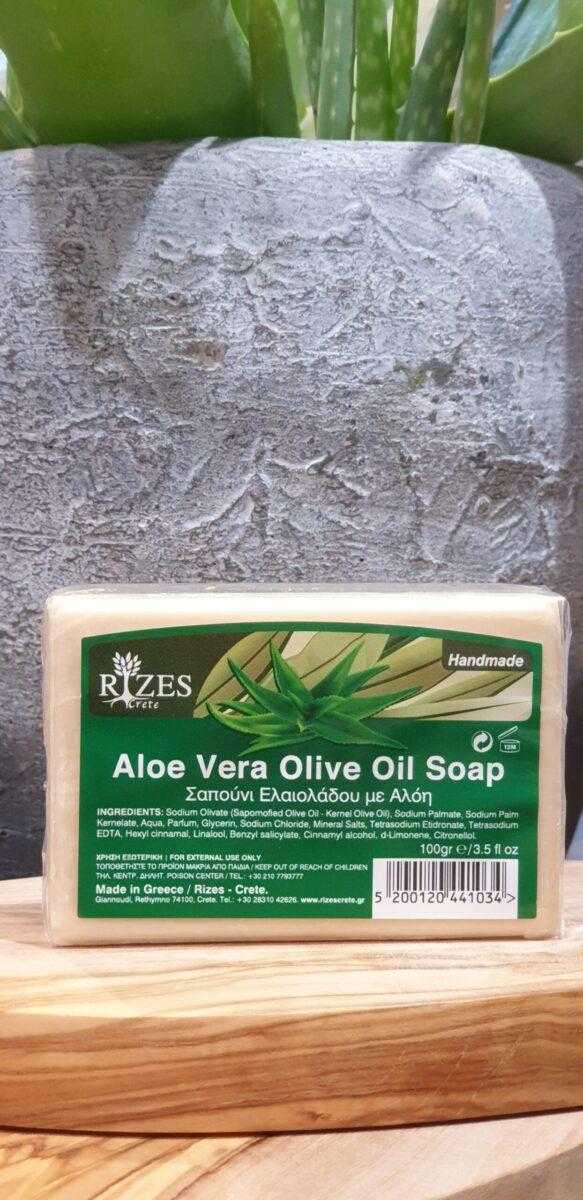 Handmade
RIZES
Crete
12M
Aloe Vera Olive Oil Soap
Σαπούνι Ελαιολάδου με Αλόη
INGREDIENTS: Sodium Olivate (Sapomofied Olive Oil - Kernel Olive Oil), Sodium Palmate, Sodium Palm
Kernelate, Aqua, Parfum, Glycerin, Sodium Chloride, Mineral Salts, Tetrasodium Etidronate, Tetrasodium
EDTA, Hexyl cinnamal, Linalool, Benzyl salicylate, Cinnamyl alcohol, d-Limonene, Citronellol.
100gr ℮/3.5 fl oz
ΧΡΗΣΗ ΕΞΩΤΕΡΙΚΗ | FOR EXTERNAL USE ONLY
ΤΟΠΟΘΕΤΗΣΤΕ ΤΟ ΠΡΟΪΟΝ ΜΑΚΡΙΑ ΑΠΟ ΠΑΙΔΙΑ / KEEP OUT OF REACH OF CHILDREN
ΤΗΛ. ΚΕΝΤΡ. ΔΗΛΗΤ. POISON CENTER / TEL.: +30 210 7793777
Made in Greece / Rizes - Crete.
Giannoudi, Rethymno 74100, Crete. Tel.: +30 28310 42626. www.rizescrete.gr
5 200120 441034 >